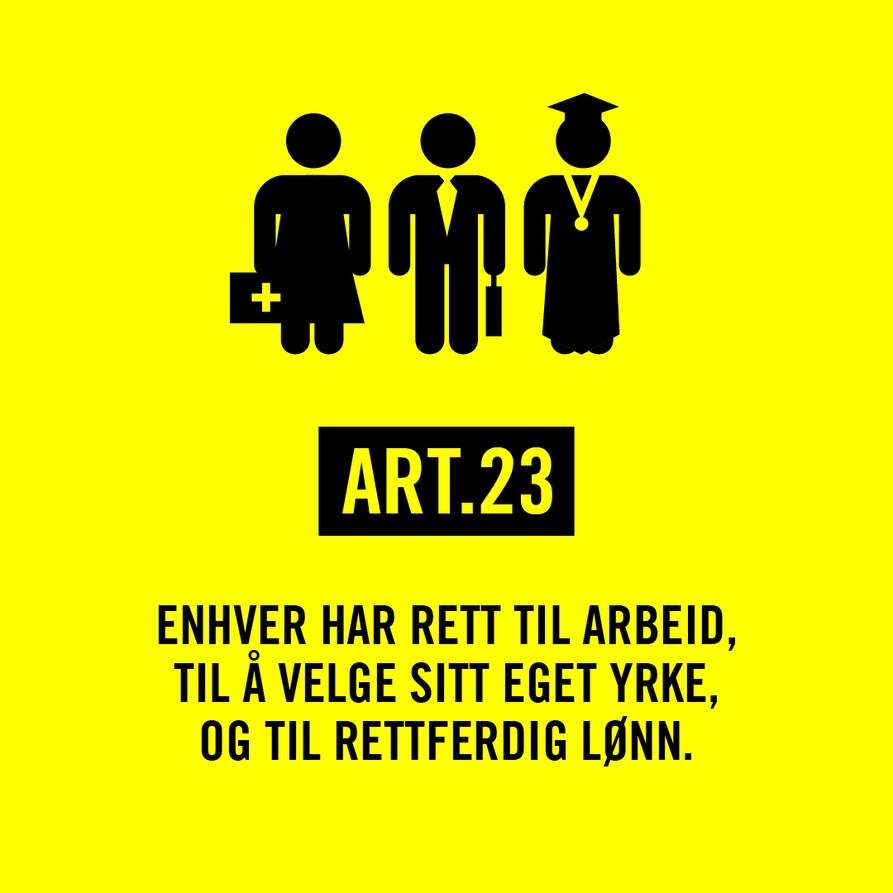 ART.23
ENHVER HAR RETT TIL ARBEID,
TIL Å VELGE SITT EGET YRKE,
OG TIL RETTFERDIG LØNN.